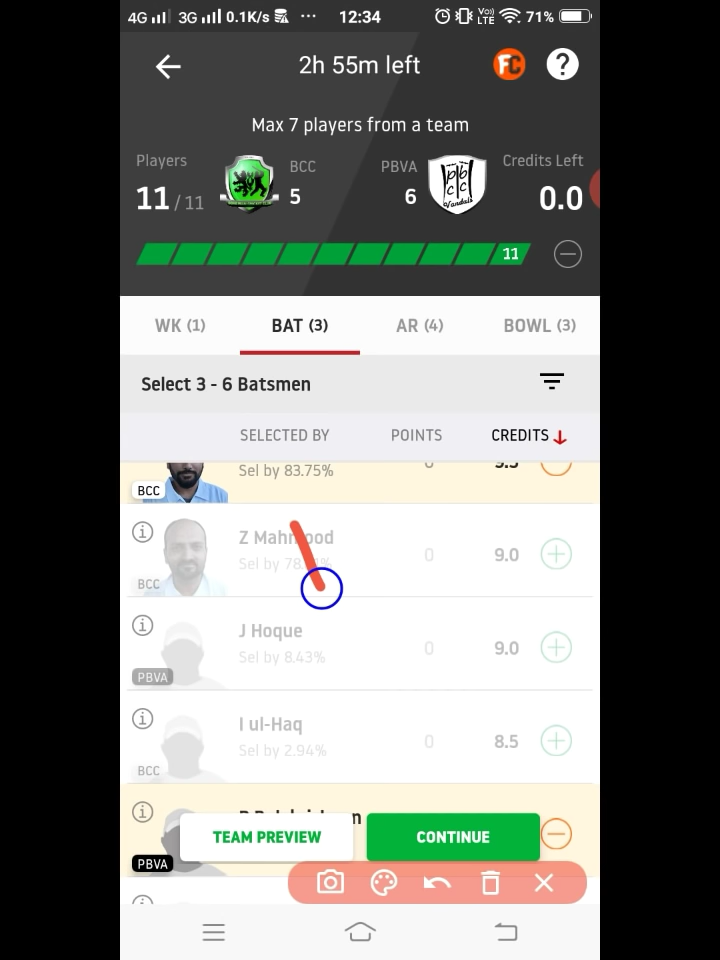 4G 3G 0.1K/s ... 12:34 VoD LTE 71%
2h 55m left FC ?
Max 7 players from a team
Players BCC PBVA Credits Left
11 / 11 5 6 0.0
11
WK (1) BAT (3) AR (4) BOWL (3)
Select 3 - 6 Batsmen
SELECTED BY POINTS CREDITS
Sel by 83.75% 0 9.5
BCC
Z Mahmood
Sel by 0 9.0
BCC
J Hoque
Sel by 8.43% 0 9.0
PBVA
I ul-Haq
Sel by 2.94% 0 8.5
BCC
TEAM PREVIEW CONTINUE
PBVA